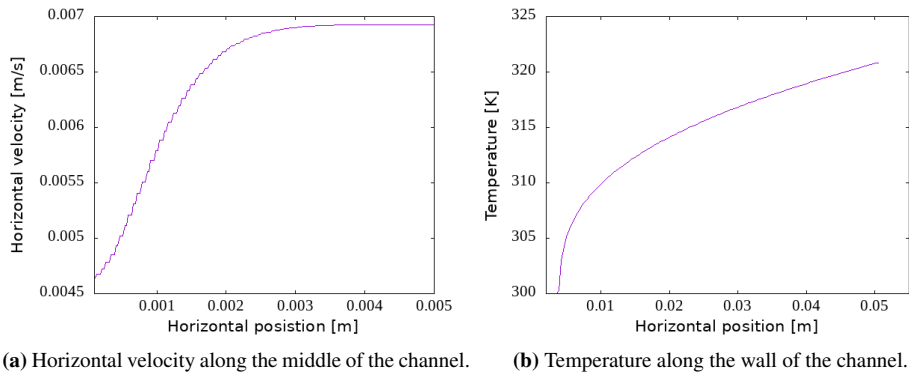 0.007
0.0065
0.006
0.0055
0.005
0.0045
Horizontal velocity [m/s]
0.001 0.002 0.003 0.004 0.005
Horizontal posistion [m]
(a) Horizontal velocity along the middle of the channel.
325
320
315
310
305
300
Temperature [K]
0.01 0.02 0.03 0.04 0.05
Horizontal position [m]
(b) Temperature along the wall of the channel.